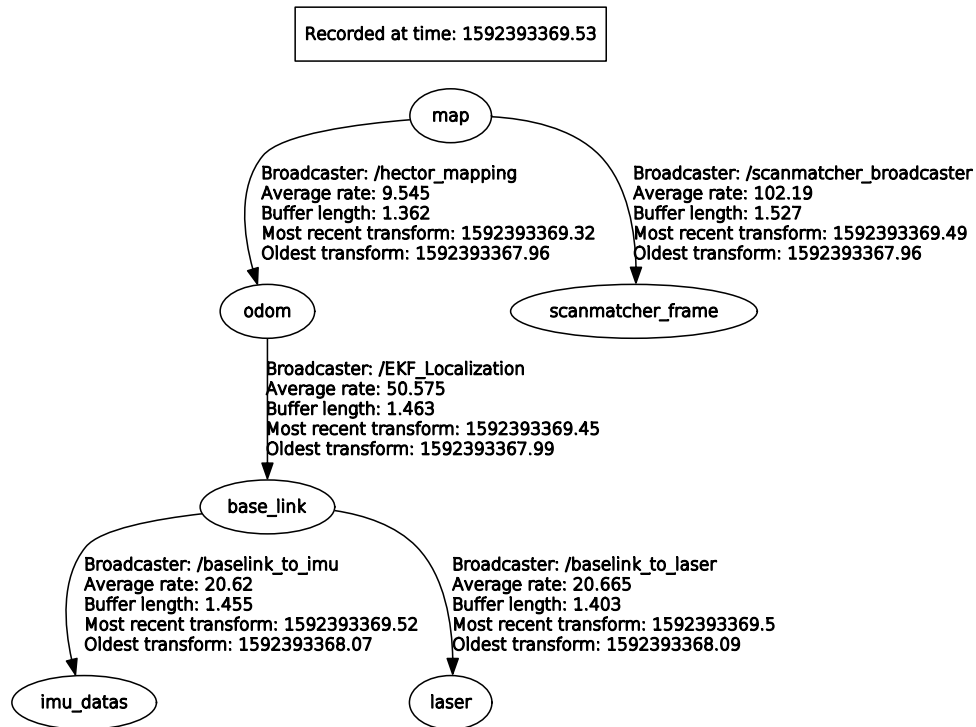 Recorded at time: 1592393369.53
map
Broadcaster: /hector_mapping
Average rate: 9.545
Buffer length: 1.362
Most recent transform: 1592393369.32
Oldest transform: 1592393367.96
Broadcaster: /scanmatcher_broadcaster
Average rate: 102.19
Buffer length: 1.527
Most recent transform: 1592393369.49
Oldest transform: 1592393367.96
odom
scanmatcher_frame
Broadcaster: /EKF_Localization
Average rate: 50.575
Buffer length: 1.463
Most recent transform: 1592393369.45
Oldest transform: 1592393367.99
base_link
Broadcaster: /baselink_to_imu
Average rate: 20.62
Buffer length: 1.455
Most recent transform: 1592393369.52
Oldest transform: 1592393368.07
Broadcaster: /baselink_to_laser
Average rate: 20.665
Buffer length: 1.403
Most recent transform: 1592393369.5
Oldest transform: 1592393368.09
imu_datas
laser